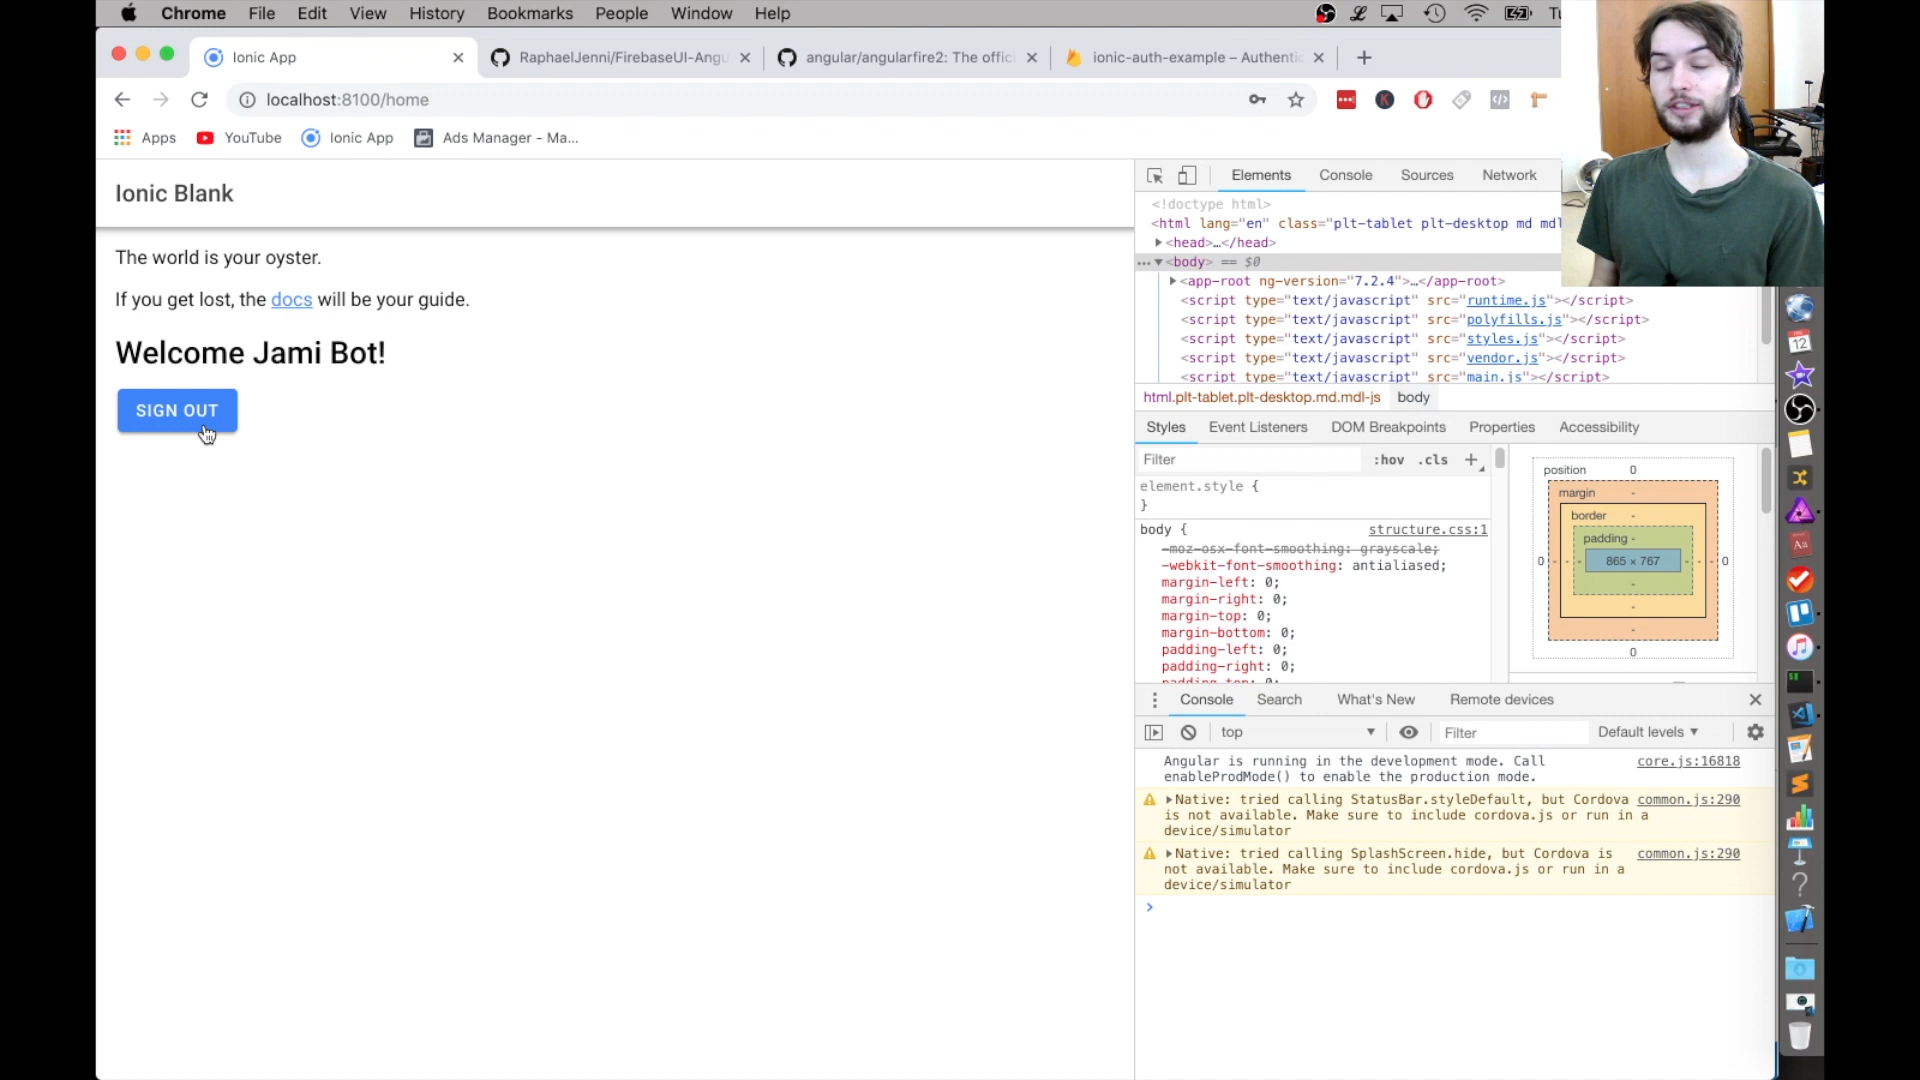 Chrome File Edit View History Bookmarks People Window Help
Ionic App
RaphaelJenni/FirebaseUI-Angu
angular/angularfire2: The offici
ionic-auth-example – Authentic
localhost:8100/home
Apps YouTube Ionic App Ads Manager - Ma...
Ionic Blank
The world is your oyster.
If you get lost, the docs will be your guide.
Welcome Jami Bot!
SIGN OUT
Elements Console Sources Network
<!doctype html>
<html lang="en" class="plt-tablet plt-desktop md mdl
<head>…</head>
<body> == $0
<app-root ng-version="7.2.4">…</app-root>
<script type="text/javascript" src="runtime.js"></script>
<script type="text/javascript" src="polyfills.js"></script>
<script type="text/javascript" src="styles.js"></script>
<script type="text/javascript" src="vendor.js"></script>
<script type="text/javascript" src="main.js"></script>
html.plt-tablet.plt-desktop.md.mdl-js body
Styles Event Listeners DOM Breakpoints Properties Accessibility
Filter :hov .cls +
element.style {
}
body { structure.css:1
-moz-osx-font-smoothing: grayscale;
-webkit-font-smoothing: antialiased;
margin-left: 0;
margin-right: 0;
margin-top: 0;
margin-bottom: 0;
padding-left: 0;
padding-right: 0;
padding-top: 0;
position 0
margin -
border -
padding -
0 - - - 865 × 767 - - - 0
-
-
-
0
Console Search What's New Remote devices
top Filter Default levels
Angular is running in the development mode. Call core.js:16818
enableProdMode() to enable the production mode.
Native: tried calling StatusBar.styleDefault, but Cordova common.js:290
is not available. Make sure to include cordova.js or run in a
device/simulator
Native: tried calling SplashScreen.hide, but Cordova is common.js:290
not available. Make sure to include cordova.js or run in a
device/simulator
12
Aa